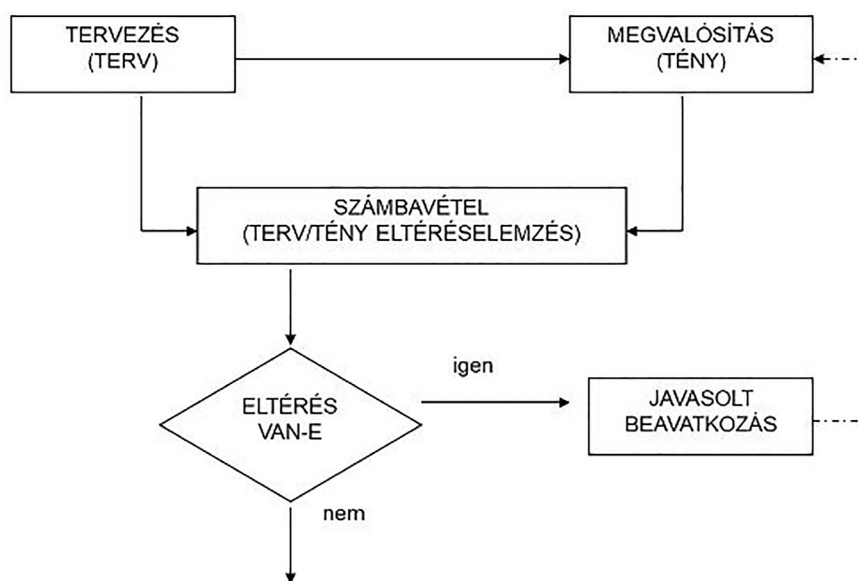 TERVEZÉS
(TERV)
MEGVALÓSÍTÁS
(TÉNY)
SZÁMBAVÉTEL
(TERV/TÉNY ELTÉRÉSELEMZÉS)
ELTÉRÉS
VAN-E
igen
JAVASOLT
BEAVATKOZÁS
nem